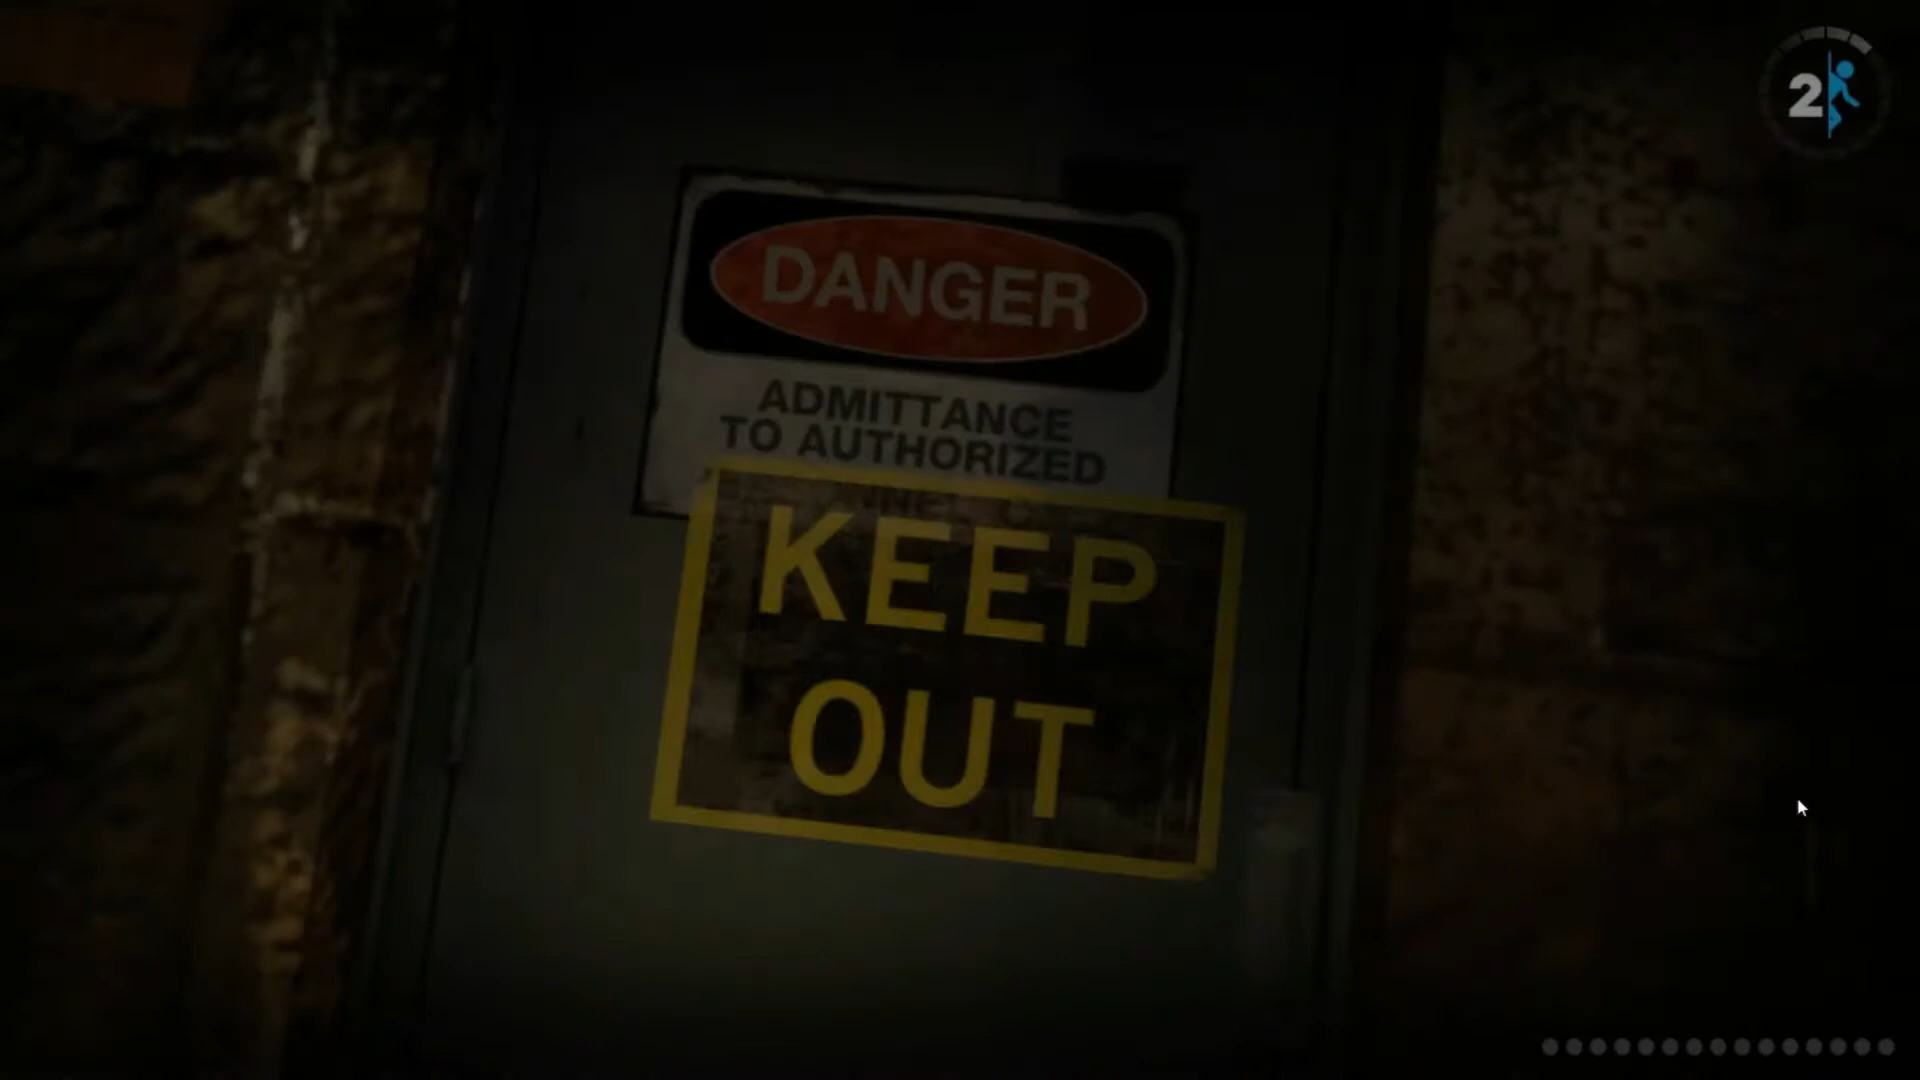 2
DANGER
ADMITTANCE
TO AUTHORIZED
KEEP
OUT